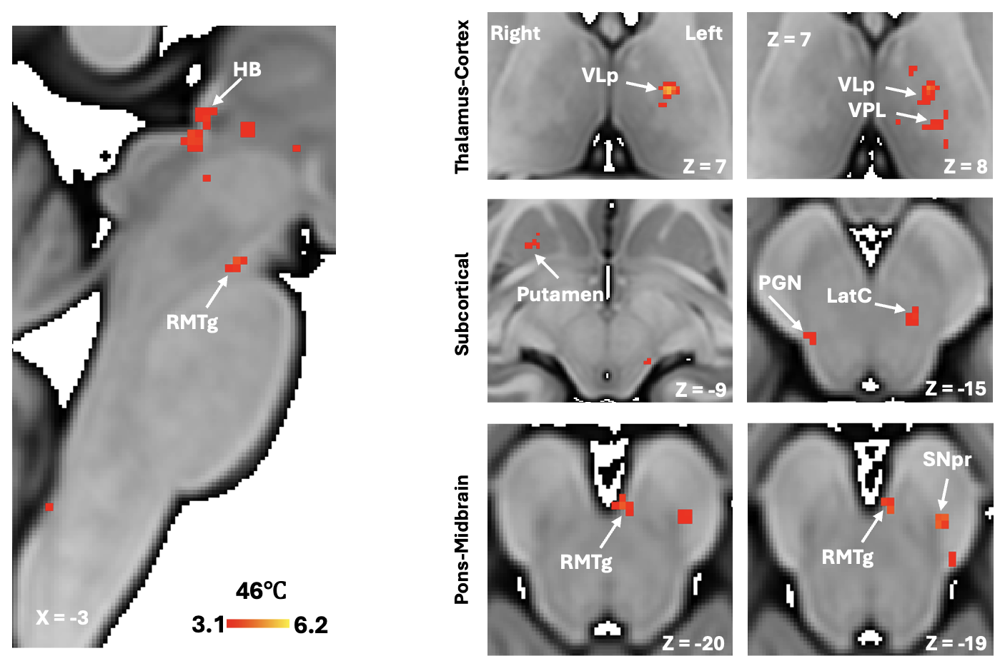 HB
RMTg
46°C
3.1
6.2
X = -3
Thalamus-Cortex
Right
Left
VLp
Z = 7
Z = 7
VLp
VPL
Z = 8
Subcortical
Putamen
Z = -9
PGN
LatC
Z = -15
Pons-Midbrain
RMTg
Z = -20
SNpr
RMTg
Z = -19